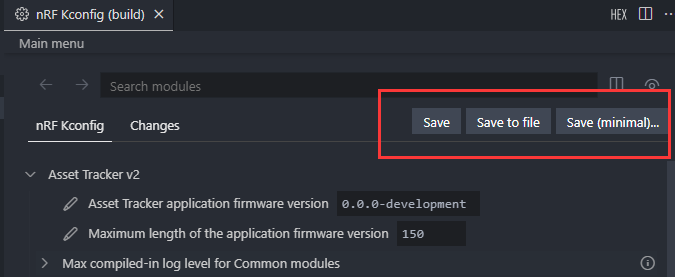 nRF Kconfig (build)
HEX
Main menu
Search modules
nRF Kconfig
Changes
Save
Save to file
Save (minimal)...
Asset Tracker v2
Asset Tracker application firmware version 0.0.0-development
Maximum length of the application firmware version 150
Max compiled-in log level for Common modules